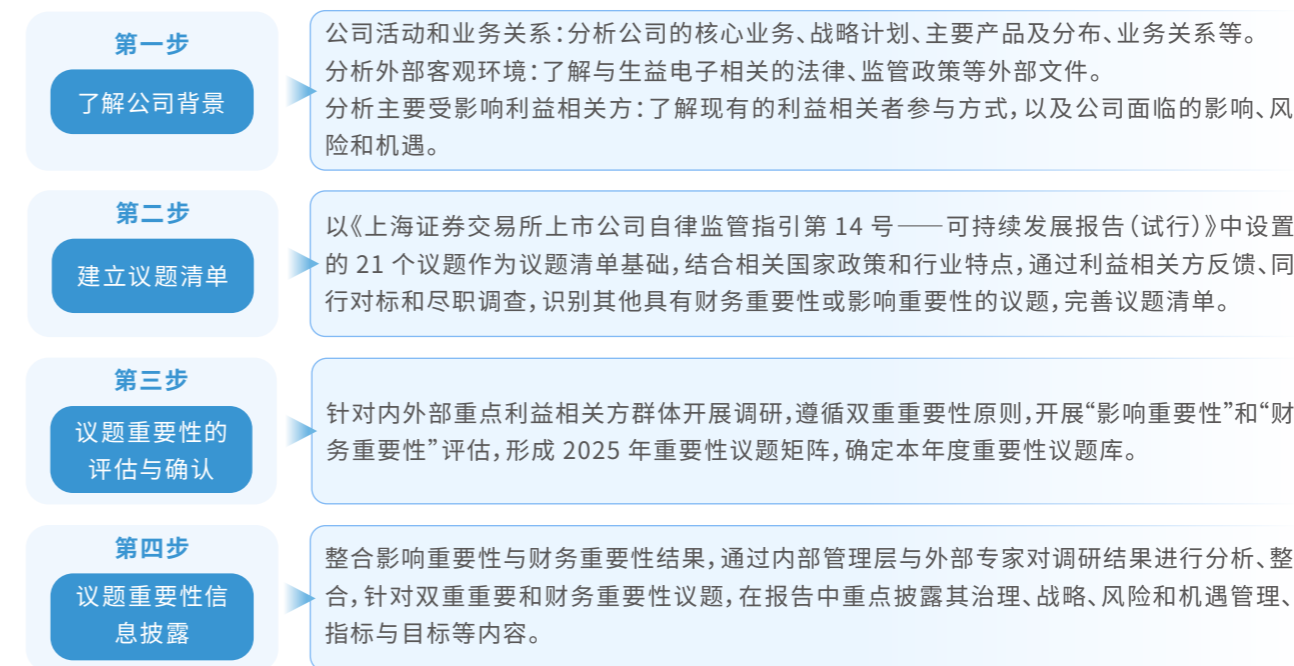 第一步
了解公司背景
公司活动和业务关系：分析公司的核心业务、战略计划、主要产品及分布、业务关系等。
分析外部客观环境：了解与生益电子相关的法律、监管政策等外部文件。
分析主要受影响利益相关方：了解现有的利益相关者参与方式，以及公司面临的影响、风
险和机遇。
第二步
建立议题清单
以《上海证券交易所上市公司自律监管指引第 14 号——可持续发展报告（试行）》中设置
的 21 个议题作为议题清单基础，结合相关国家政策和行业特点，通过利益相关方反馈、同
行对标和尽职调查，识别其他具有财务重要性或影响重要性的议题，完善议题清单。
第三步
议题重要性的
评估与确认
针对内外部重点利益相关方群体开展调研，遵循双重重要性原则，开展“影响重要性”和“财
务重要性”评估，形成 2025 年重要性议题矩阵，确定本年度重要性议题库。
第四步
议题重要性信
息披露
整合影响重要性与财务重要性结果，通过内部管理层与外部专家对调研结果进行分析、整
合，针对双重重要和财务重要性议题，在报告中重点披露其治理、战略、风险和机遇管理、
指标与目标等内容。